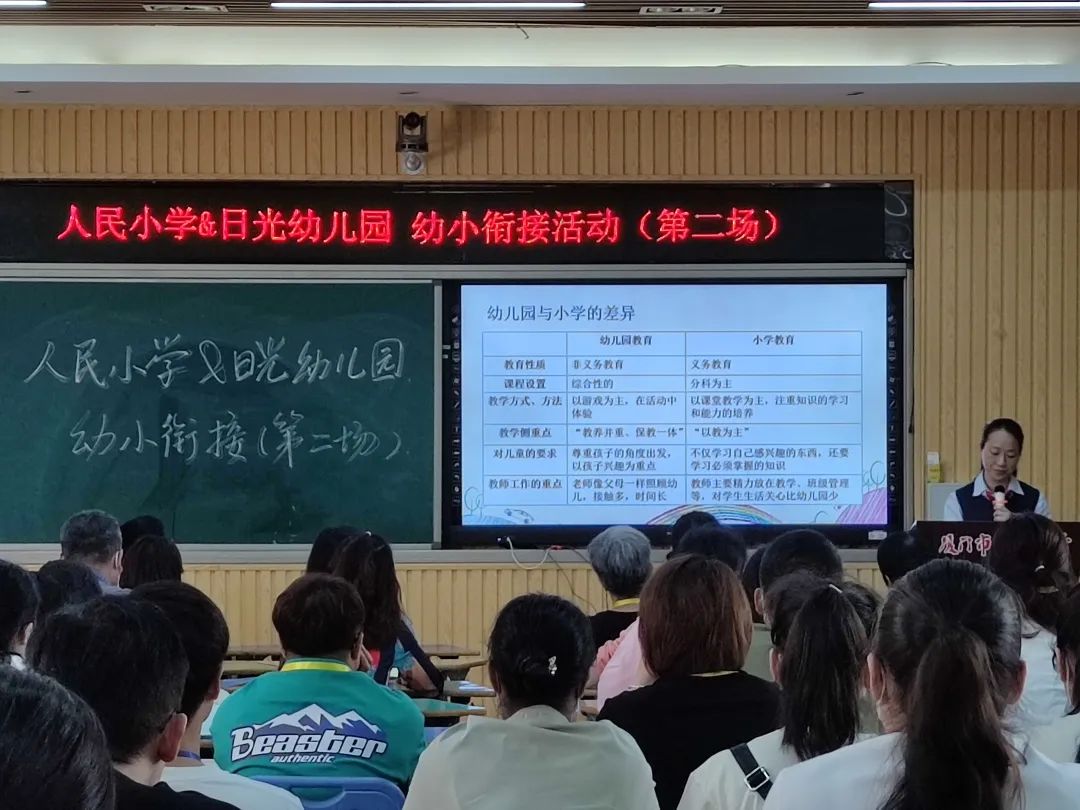 人民小学&日光幼儿园 幼小衔接活动（第二场）
人民小学&日光幼儿园
幼小衔接(第二场)
幼儿园与小学的差异
幼儿园教育 小学教育
教育性质 非义务教育 义务教育
课程设置 综合性的 分科为主
教学方式、方法 以游戏为主，在活动中体验 以课堂教学为主，注重知识的学习和能力的培养
教学侧重点 “教养并重、保教一体” “以教为主”
对儿童的要求 尊重孩子的角度出发，以孩子兴趣为重点 不仅学习自己感兴趣的东西，还要学习必须掌握的知识
教师工作的重点 老师像父母一样照顾幼儿，接触多，时间长 教师主要精力放在教学、班级管理等，对学生生活关心比幼儿园少
厦门市
Beaster
authentic